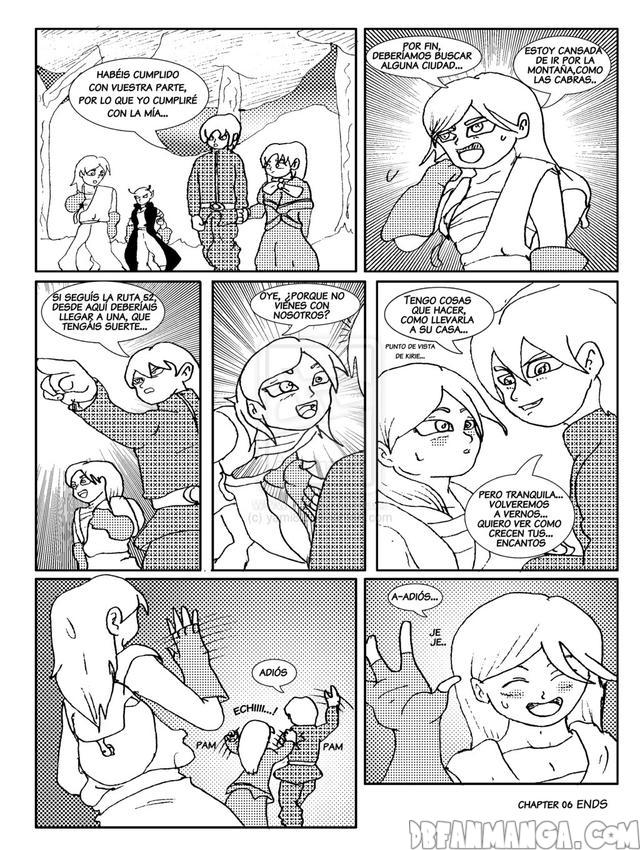 HABÉIS CUMPLIDO
CON VUESTRA PARTE,
POR LO QUE YO CUMPLIRÉ
CON LA MÍA...
POR FIN,
DEBERÍAMOS BUSCAR
ALGUNA CIUDAD...
ESTOY CANSADA
DE IR POR LA
MONTAÑA,COMO
LAS CABRAS..
SI SEGUÍS LA RUTA 52,
DESDE AQUÍ DEBERÍAIS
LLEGAR A UNA, QUE
TENGÁIS SUERTE...
OYE, ¿PORQUE NO
VIENES CON
NOSOTROS?
TENGO COSAS
QUE HACER,
COMO LLEVARLA
A SU CASA...
PUNTO DE VISTA
DE KIRIE...
PERO TRANQUILA...
VOLVEREMOS
A VERNOS...
QUIERO VER COMO
CRECEN TUS...
ENCANTOS
ADIÓS
ECHIIII...!
PAM
PAM
A-ADIÓS...
JE
JE..
CHAPTER 06 ENDS
DBFANMANGA.COM